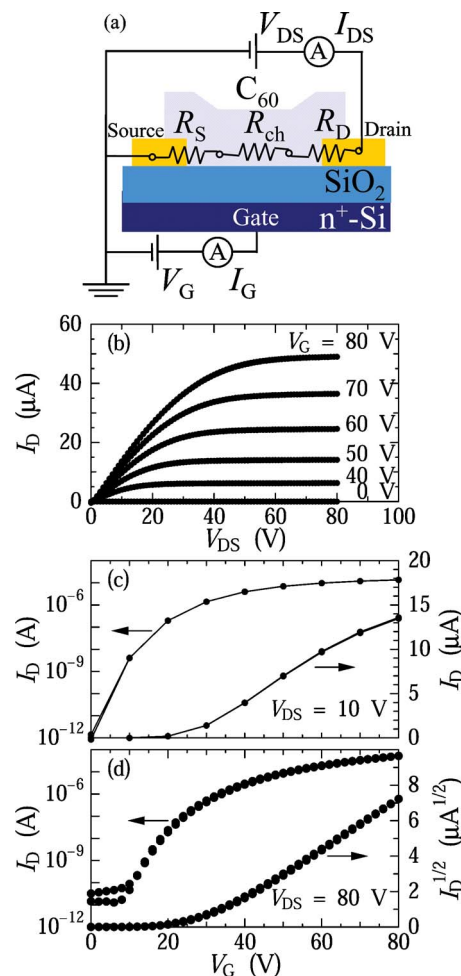 (a)
V_DS I_DS
A
C_60
Source R_S R_ch R_D Drain
SiO_2
Gate n^+-Si
A
V_G I_G
(b)
V_G = 80 V
70 V
60 V
50 V
40 V
0 V
60
40
20
0
I_D (μA)
0 20 40 60 80 100
V_DS (V)
(c)
10^-6
10^-9
10^-12
I_D (A)
20
15
10
5
0
I_D (μA)
V_DS = 10 V
(d)
10^-6
10^-9
10^-12
I_D (A)
8
6
4
2
0
I_D^1/2 (μA^1/2)
V_DS = 80 V
0 20 40 60 80
V_G (V)